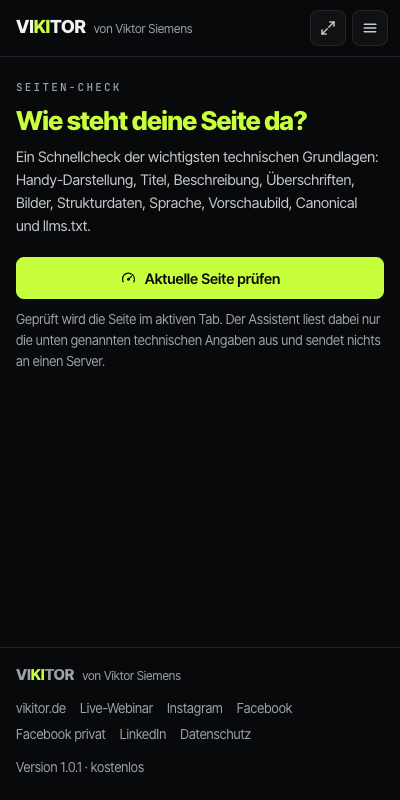 VIKITOR von Viktor Siemens
SEITEN-CHECK
Wie steht deine Seite da?
Ein Schnellcheck der wichtigsten technischen Grundlagen:
Handy-Darstellung, Titel, Beschreibung, Überschriften,
Bilder, Strukturdaten, Sprache, Vorschaubild, Canonical
und llms.txt.
Aktuelle Seite prüfen
Geprüft wird die Seite im aktiven Tab. Der Assistent liest dabei nur
die unten genannten technischen Angaben aus und sendet nichts
an einen Server.
VIKITOR von Viktor Siemens
vikitor.de Live-Webinar Instagram Facebook
Facebook privat LinkedIn Datenschutz
Version 1.0.1 · kostenlos